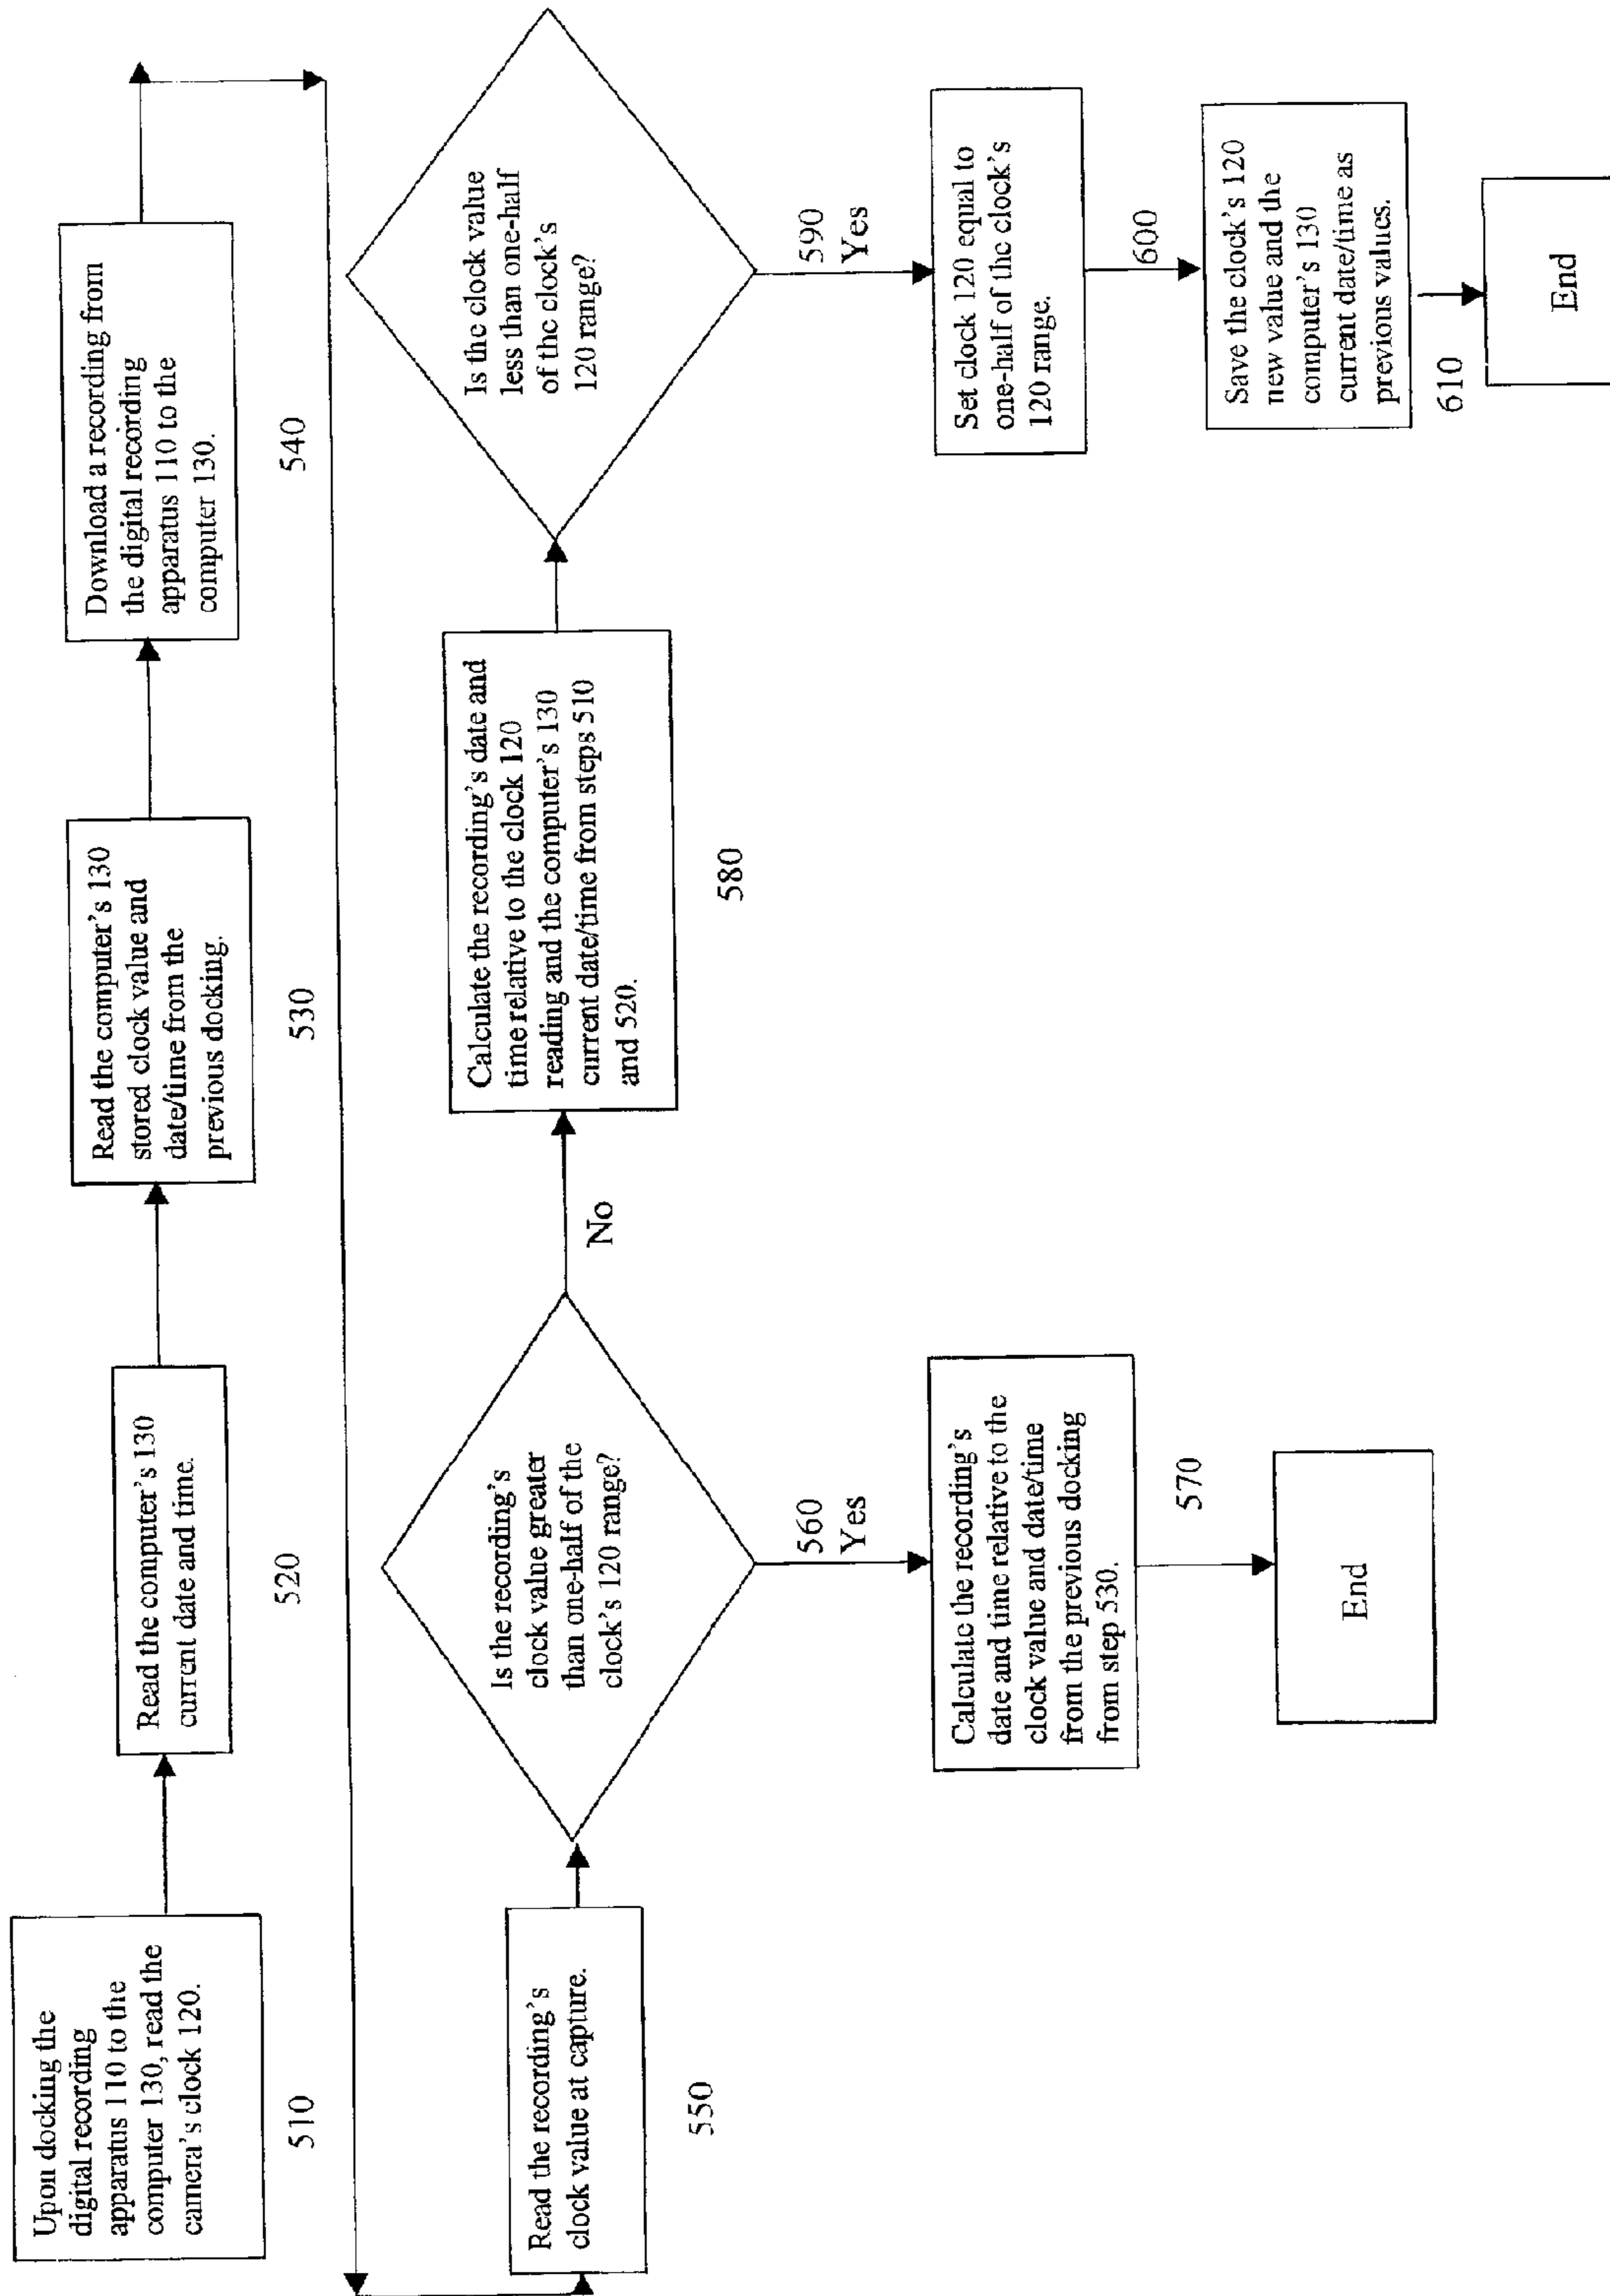 Upon docking the
digital recording
apparatus 110 to the
computer 130, read the
camera's clock 120.
510
Read the computer's 130
current date and time.
520
Read the computer's 130
stored clock value and
date/time from the
previous docking.
530
Download a recording from
the digital recording
apparatus 110 to the
computer 130.
540
Read the recording's
clock value at capture.
550
Is the recording's
clock value greater
than one-half of the
clock's 120 range?
560
Yes
Calculate the recording's
date and time relative to the
clock value and date/time
from the previous docking
from step 530.
570
End
No
Calculate the recording's date and
time relative to the clock 120
reading and the computer's 130
current date/time from steps 510
and 520.
580
Is the clock value
less than one-half
of the clock's
120 range?
590
Yes
Set clock 120 equal to
one-half of the clock's
120 range.
600
Save the clock's 120
new value and the
computer's 130
current date/time as
previous values.
610
End